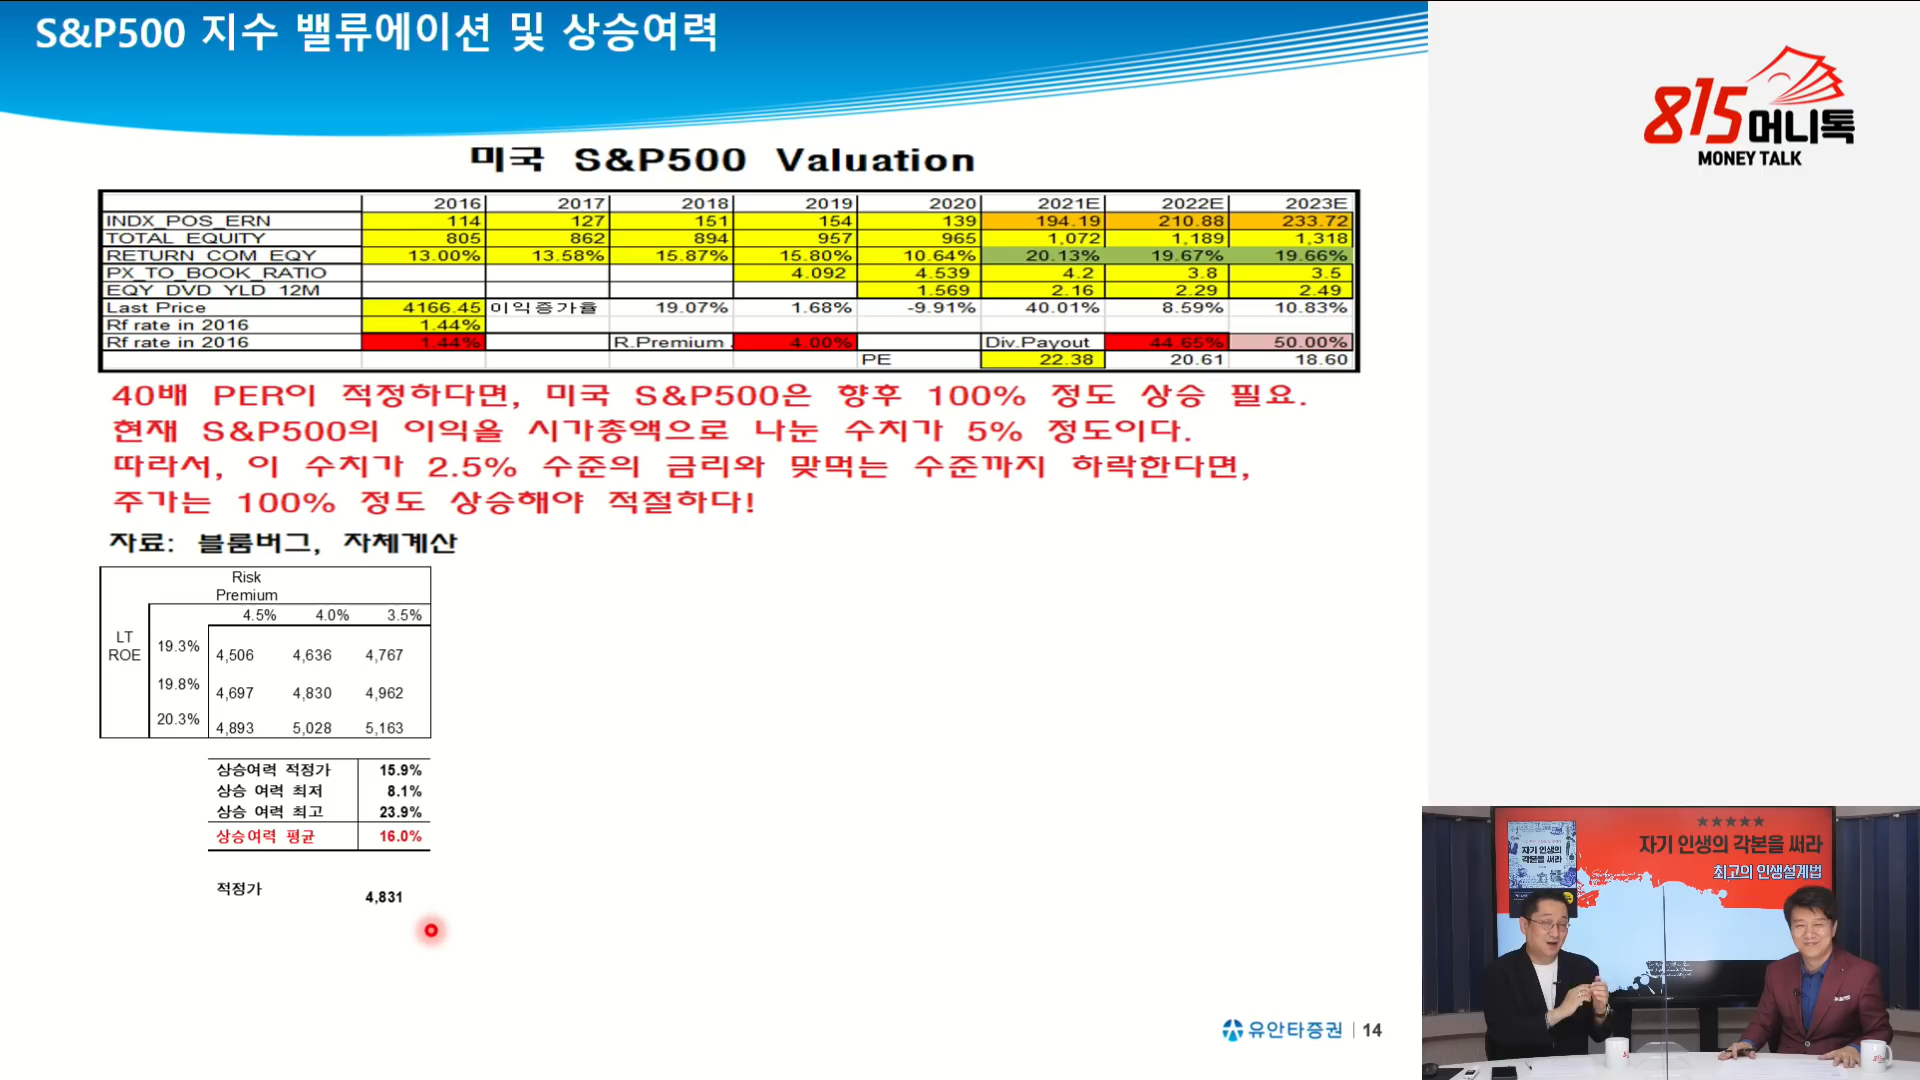 S&P500 지수 밸류에이션 및 상승여력
815머니톡
MONEY TALK
미국 S&P500 Valuation
2016 2017 2018 2019 2020 2021E 2022E 2023E
INDX_POS_ERN 114 127 151 154 139 194.19 210.88 233.72
TOTAL_EQUITY 805 862 894 957 965 1,072 1,189 1,318
RETURN_COM_EQY 13.00% 13.58% 15.87% 15.80% 10.64% 20.13% 19.67% 19.66%
PX_TO_BOOK_RATIO 4.092 4.539 4.2 3.8 3.5
EQY_DVD_YLD_12M 1.569 2.16 2.29 2.49
Last Price 4166.45 이익증가율 19.07% 1.68% -9.91% 40.01% 8.59% 10.83%
Rf rate in 2016 1.44%
Rf rate in 2016 1.44% R.Premium 4.00% Div.Payout 44.65% 50.00%
PE 22.38 20.61 18.60
40배 PER이 적정하다면, 미국 S&P500은 향후 100% 정도 상승 필요.
현재 S&P500의 이익을 시가총액으로 나눈 수치가 5% 정도이다.
따라서, 이 수치가 2.5% 수준의 금리와 맞먹는 수준까지 하락한다면,
주가는 100% 정도 상승해야 적절하다!
자료: 블룸버그, 자체계산
Risk
Premium
4.5% 4.0% 3.5%
LT
ROE
19.3% 4,506 4,636 4,767
19.8% 4,697 4,830 4,962
20.3% 4,893 5,028 5,163
상승여력 적정가 15.9%
상승 여력 최저 8.1%
상승 여력 최고 23.9%
상승여력 평균 16.0%
적정가 4,831
유안타증권 14
★★★★★
자기 인생의 각본을 써라
최고의 인생설계법
자기 인생의
각본을 써라